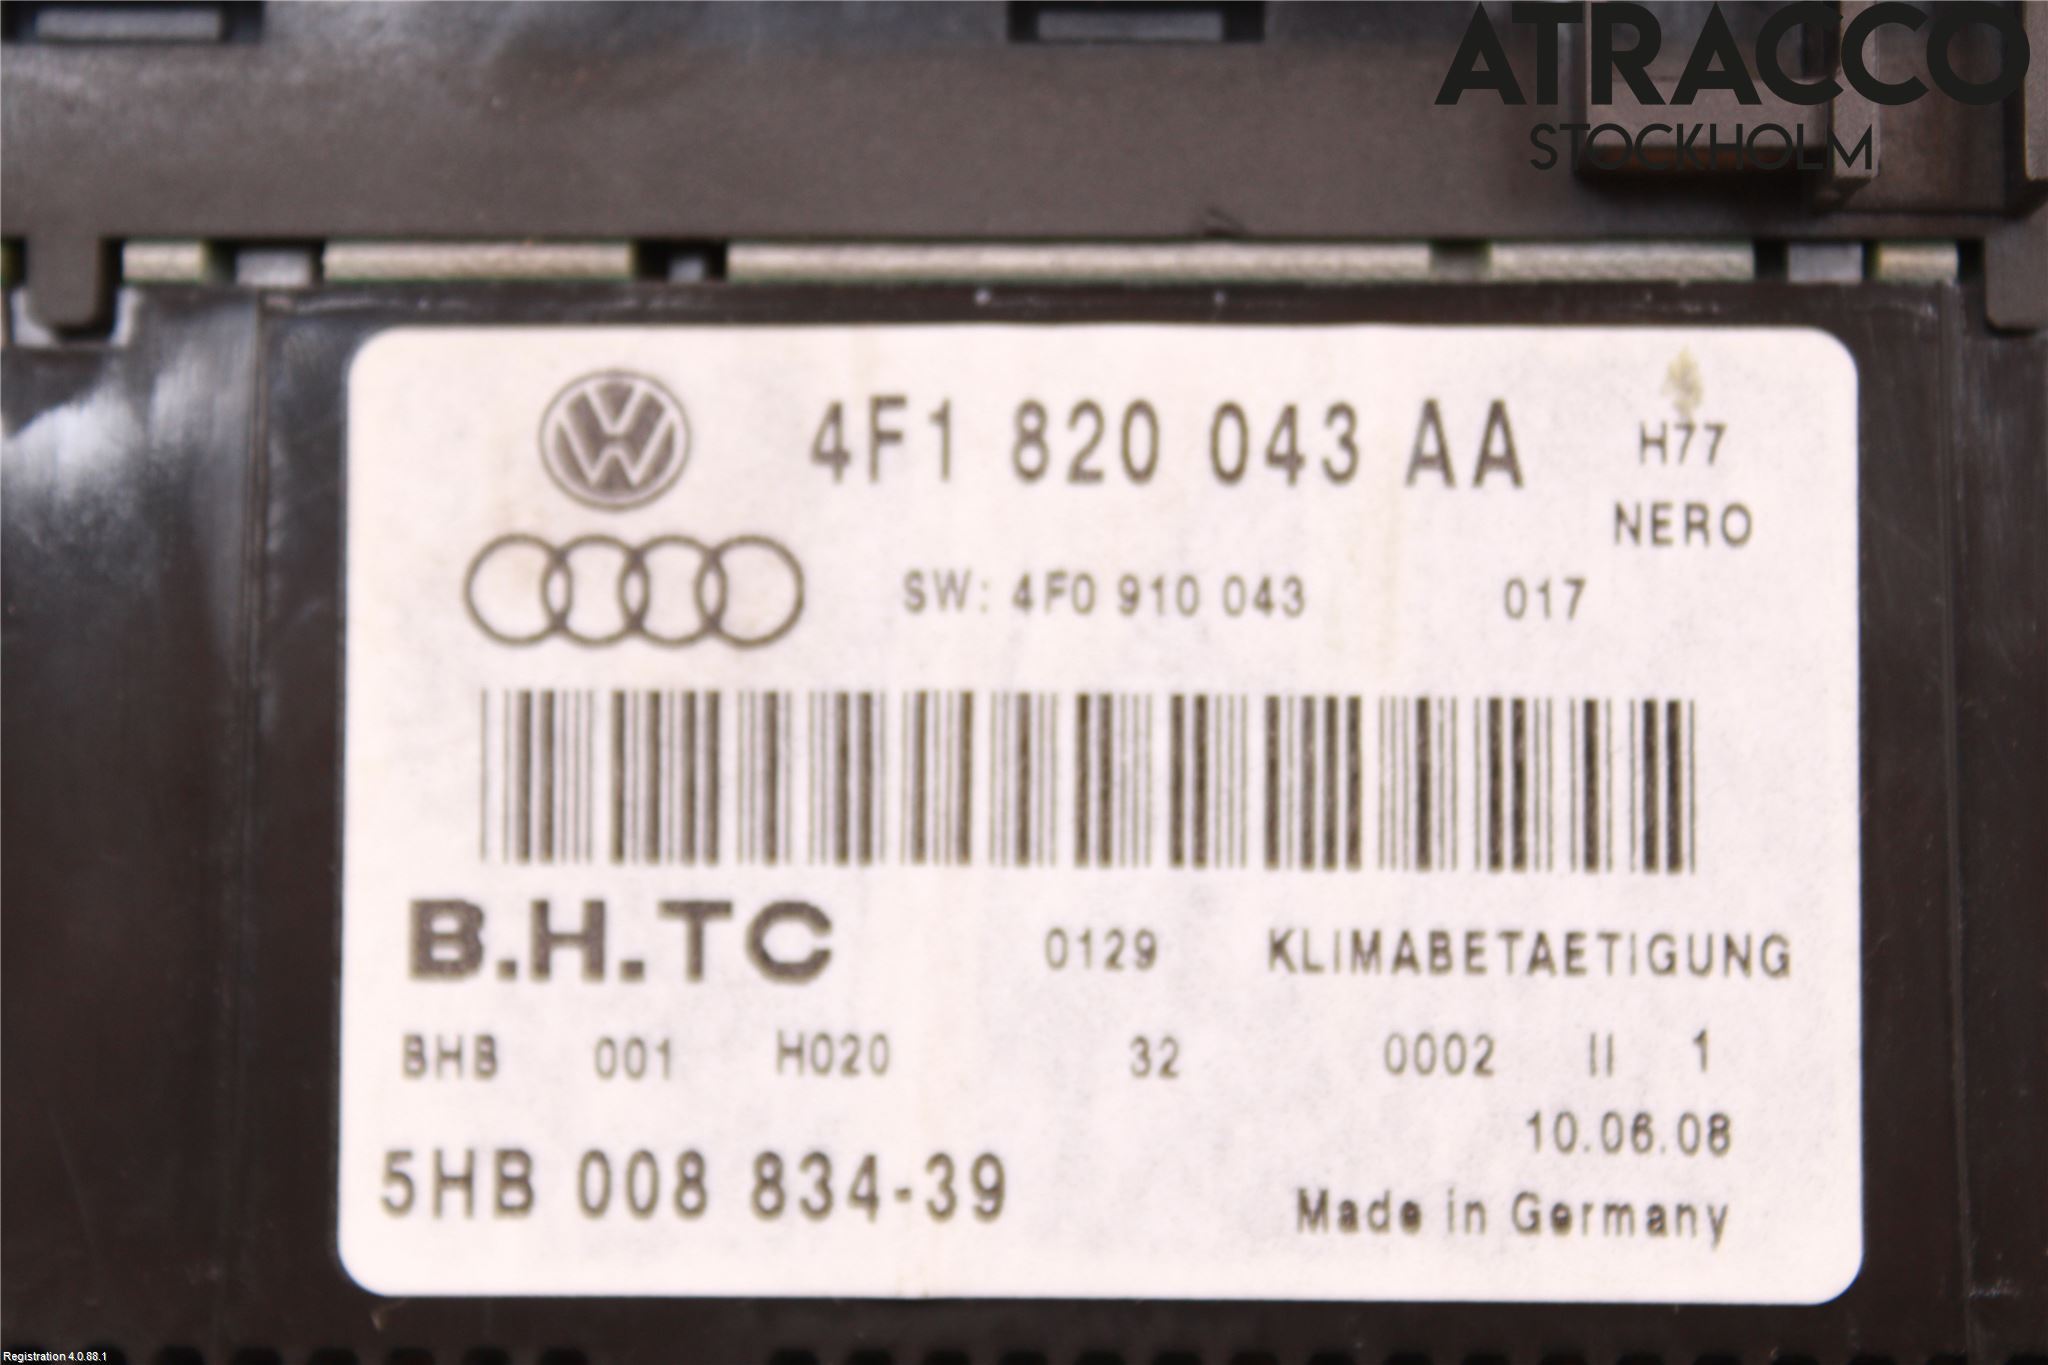 ATRACCO
STOCKHOLM
4F1 820 043 AA
H77
NERO
SW: 4F0 910 043 017
B.H.TC 0129 KLIMABETAETIGUNG
BHB 001 H020 32 0002 II 1
10.06.08
5HB 008 834-39
Made in Germany
Registration 4.0.88.1